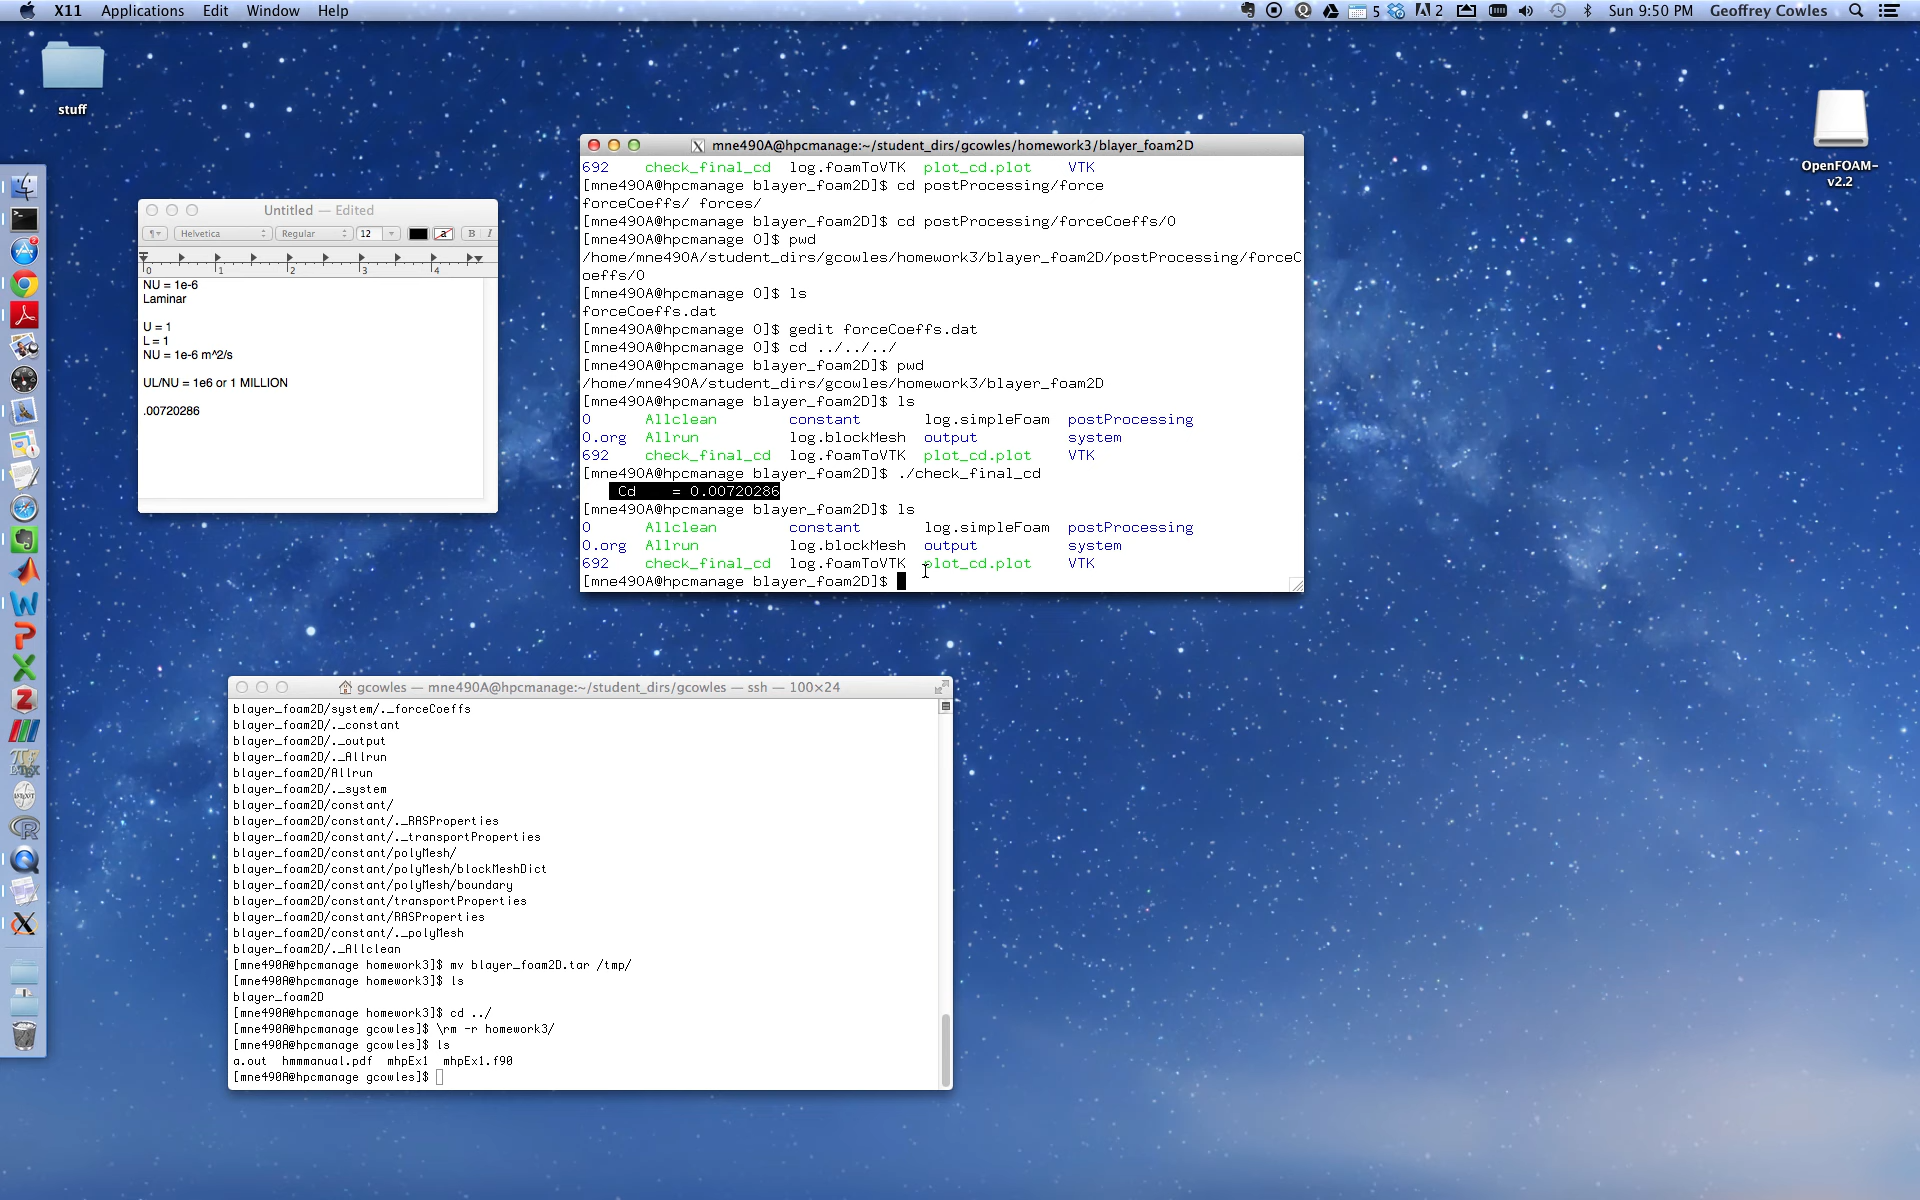 X11 Applications Edit Window Help
5 2 Sun 9:50 PM Geoffrey Cowles
stuff
OpenFOAM-
v2.2
Untitled — Edited
Helvetica Regular 12 a B I
0 1 2 3 4
NU = 1e-6
Laminar
U = 1
L = 1
NU = 1e-6 m^2/s
UL/NU = 1e6 or 1 MILLION
.00720286
mne490A@hpcmanage:~/student_dirs/gcowles/homework3/blayer_foam2D
692 check_final_cd log.foamToVTK plot_cd.plot VTK
[mne490A@hpcmanage blayer_foam2D]$ cd postProcessing/force
forceCoeffs/ forces/
[mne490A@hpcmanage blayer_foam2D]$ cd postProcessing/forceCoeffs/0
[mne490A@hpcmanage 0]$ pwd
/home/mne490A/student_dirs/gcowles/homework3/blayer_foam2D/postProcessing/forceC
oeffs/0
[mne490A@hpcmanage 0]$ ls
forceCoeffs.dat
[mne490A@hpcmanage 0]$ gedit forceCoeffs.dat
[mne490A@hpcmanage 0]$ cd ../../../
[mne490A@hpcmanage blayer_foam2D]$ pwd
/home/mne490A/student_dirs/gcowles/homework3/blayer_foam2D
[mne490A@hpcmanage blayer_foam2D]$ ls
0 Allclean constant log.simpleFoam postProcessing
0.org Allrun log.blockMesh output system
692 check_final_cd log.foamToVTK plot_cd.plot VTK
[mne490A@hpcmanage blayer_foam2D]$ ./check_final_cd
Cd = 0.00720286
[mne490A@hpcmanage blayer_foam2D]$ ls
0 Allclean constant log.simpleFoam postProcessing
0.org Allrun log.blockMesh output system
692 check_final_cd log.foamToVTK plot_cd.plot VTK
[mne490A@hpcmanage blayer_foam2D]$
gcowles — mne490A@hpcmanage:~/student_dirs/gcowles — ssh — 100×24
blayer_foam2D/system/._forceCoeffs
blayer_foam2D/._constant
blayer_foam2D/._output
blayer_foam2D/._Allrun
blayer_foam2D/Allrun
blayer_foam2D/._system
blayer_foam2D/constant/
blayer_foam2D/constant/._RASProperties
blayer_foam2D/constant/._transportProperties
blayer_foam2D/constant/polyMesh/
blayer_foam2D/constant/polyMesh/blockMeshDict
blayer_foam2D/constant/polyMesh/boundary
blayer_foam2D/constant/transportProperties
blayer_foam2D/constant/RASProperties
blayer_foam2D/constant/._polyMesh
blayer_foam2D/._Allclean
[mne490A@hpcmanage homework3]$ mv blayer_foam2D.tar /tmp/
[mne490A@hpcmanage homework3]$ ls
blayer_foam2D
[mne490A@hpcmanage homework3]$ cd ../
[mne490A@hpcmanage gcowles]$ \rm -r homework3/
[mne490A@hpcmanage gcowles]$ ls
a.out hmmmanual.pdf mhpEx1 mhpEx1.f90
[mne490A@hpcmanage gcowles]$